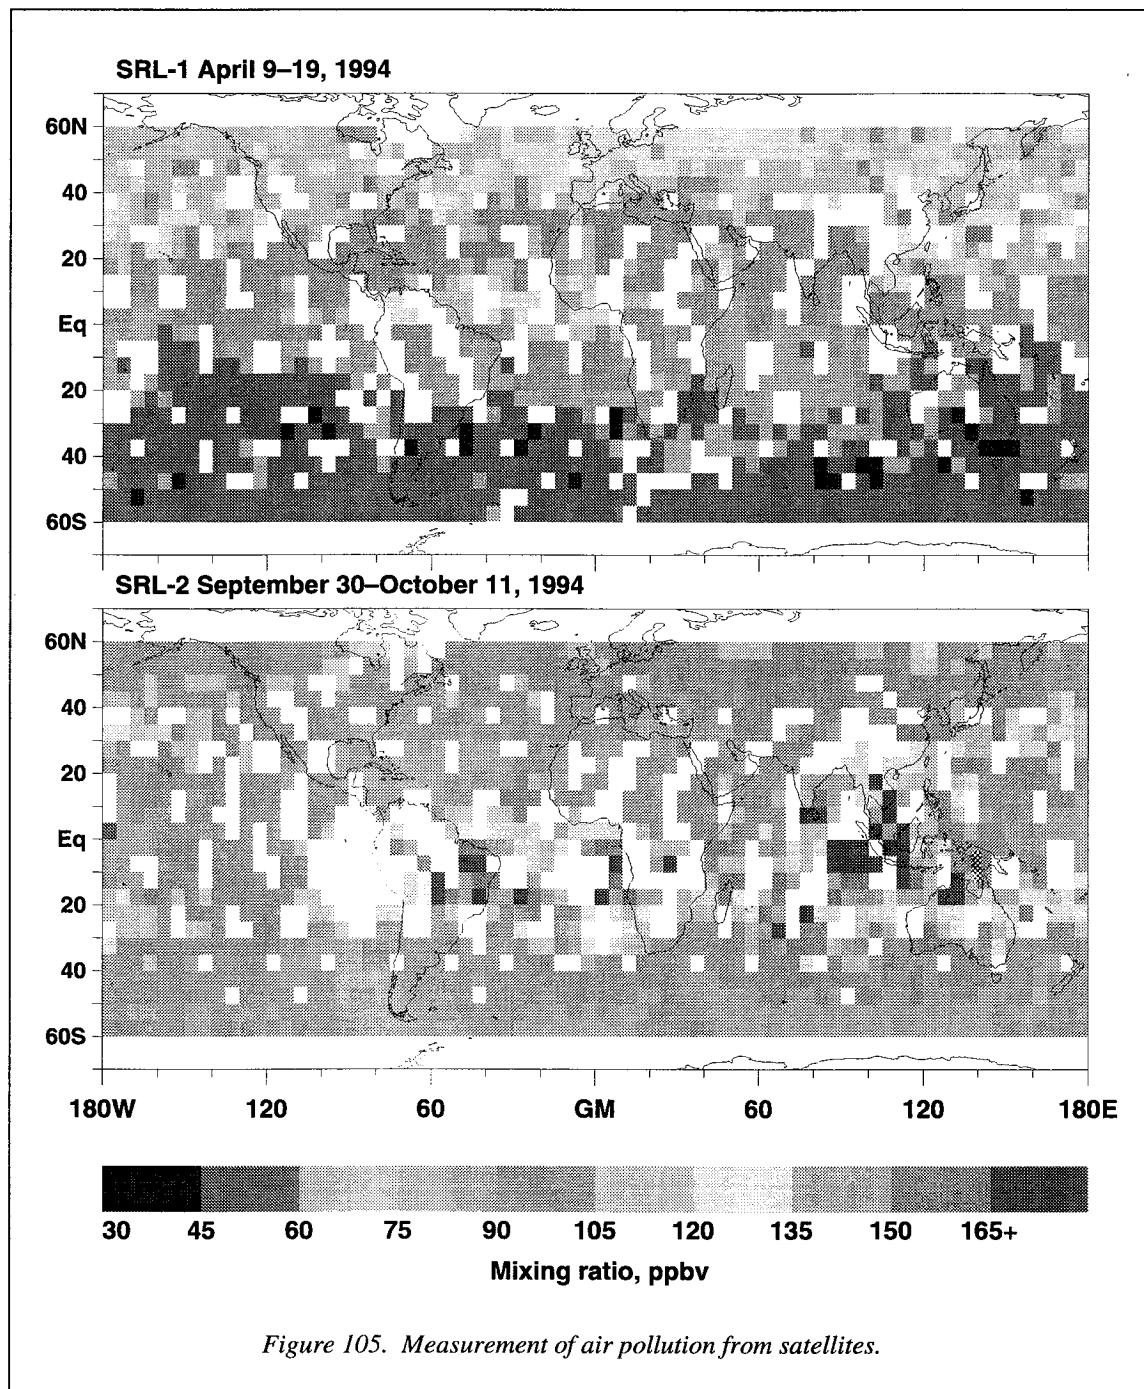 SRL-1 April 9–19, 1994
60N
40
20
Eq
20
40
60S
SRL-2 September 30–October 11, 1994
60N
40
20
Eq
20
40
60S
180W 120 60 GM 60 120 180E
30 45 60 75 90 105 120 135 150 165+
Mixing ratio, ppbv
Figure 105. Measurement of air pollution from satellites.